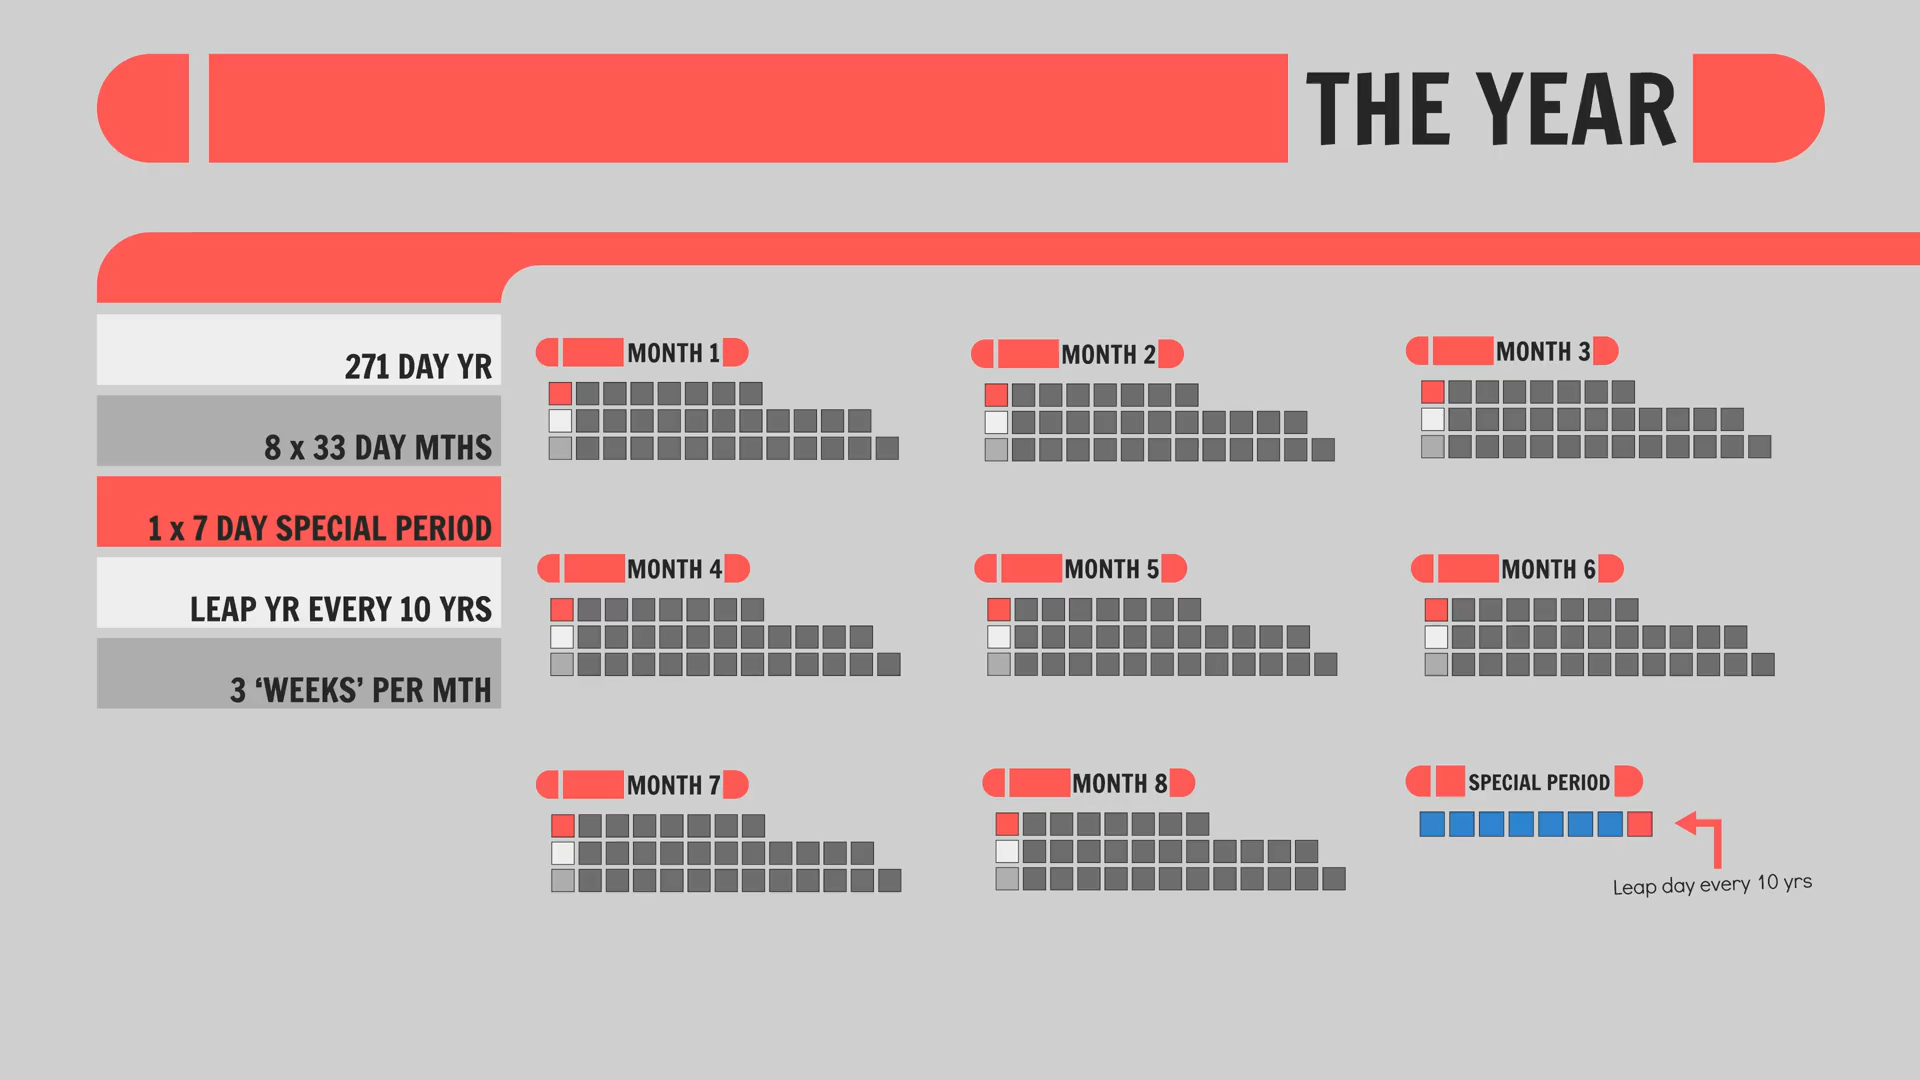 THE YEAR
271 DAY YR
8 x 33 DAY MTHS
1 x 7 DAY SPECIAL PERIOD
LEAP YR EVERY 10 YRS
3 ‘WEEKS’ PER MTH
MONTH 1
MONTH 2
MONTH 3
MONTH 4
MONTH 5
MONTH 6
MONTH 7
MONTH 8
SPECIAL PERIOD
Leap day every 10 yrs